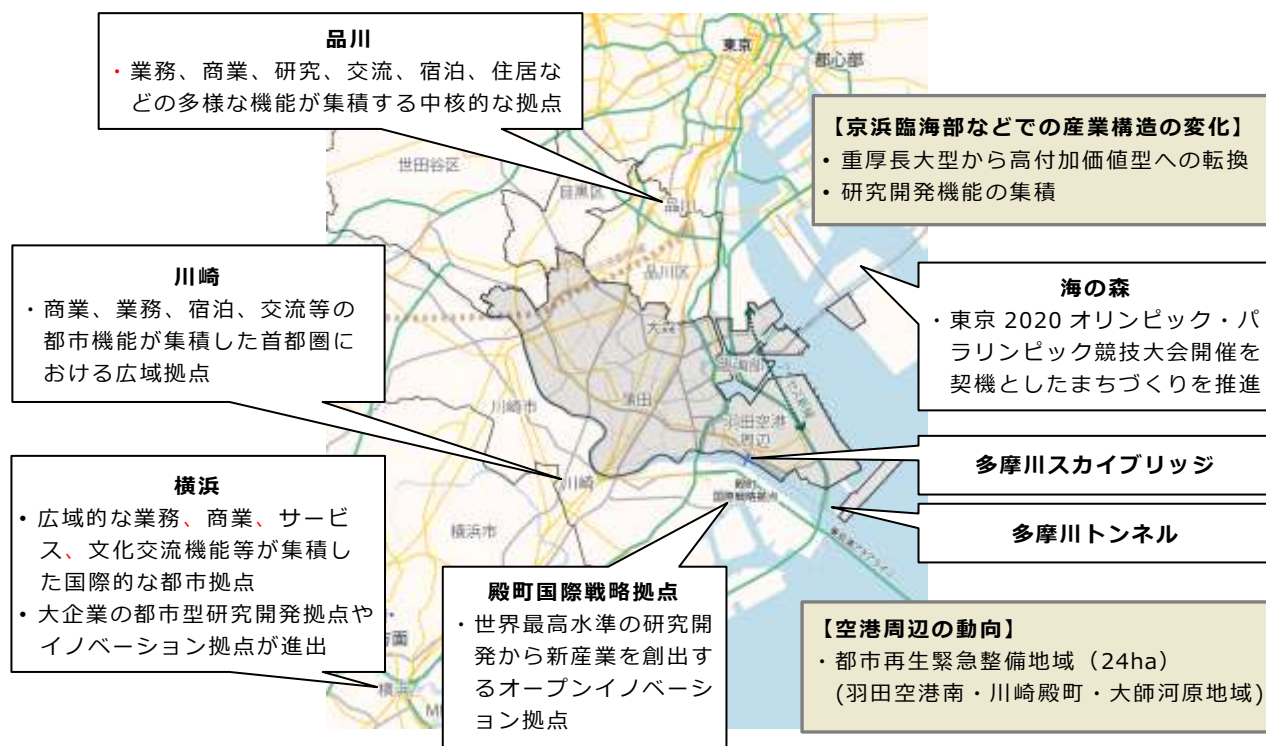 品川
・業務、商業、研究、交流、宿泊、住居な
どの多様な機能が集積する中核的な拠点
東京
都心部
【京浜臨海部などでの産業構造の変化】
• 重厚長大型から高付加価値型への転換
• 研究開発機能の集積
世田谷区
目黒区
品川
品川区
川崎
・商業、業務、宿泊、交流等の
都市機能が集積した首都圏に
おける広域拠点
海の森
・東京 2020 オリンピック・パ
ラリンピック競技大会開催を
契機としたまちづくりを推進
大森
臨海部
川崎市
蒲田
羽田空港
周辺
多摩川スカイブリッジ
横浜
• 広域的な業務、商業、サービ
ス、文化交流機能等が集積し
た国際的な都市拠点
• 大企業の都市型研究開発拠点や
イノベーション拠点が進出
川崎
殿町
国際戦略拠点
多摩川トンネル
横浜市
東京湾アクアライン
殿町国際戦略拠点
・世界最高水準の研究開
発から新産業を創出す
るオープンイノベーシ
ョン拠点
【空港周辺の動向】
・都市再生緊急整備地域（24ha）
(羽田空港南・川崎殿町・大師河原地域)
方面
横浜